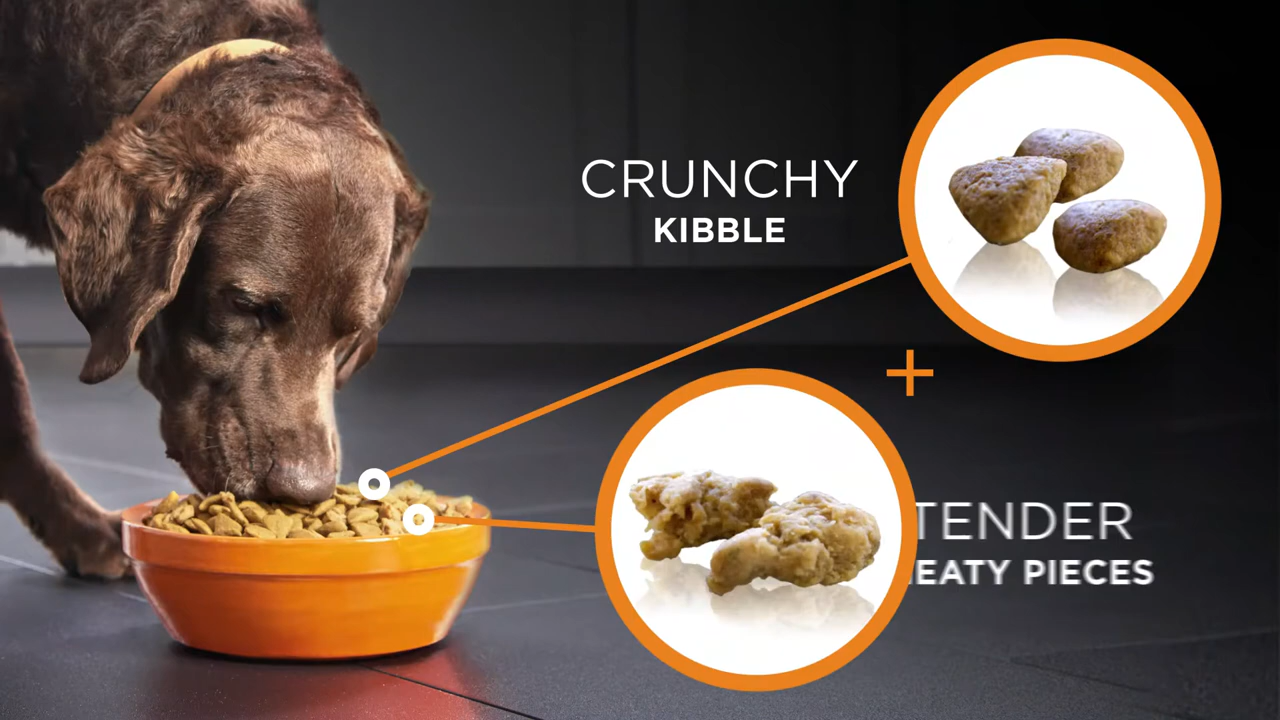 CRUNCHY
KIBBLE
+
TENDER
EATY PIECES